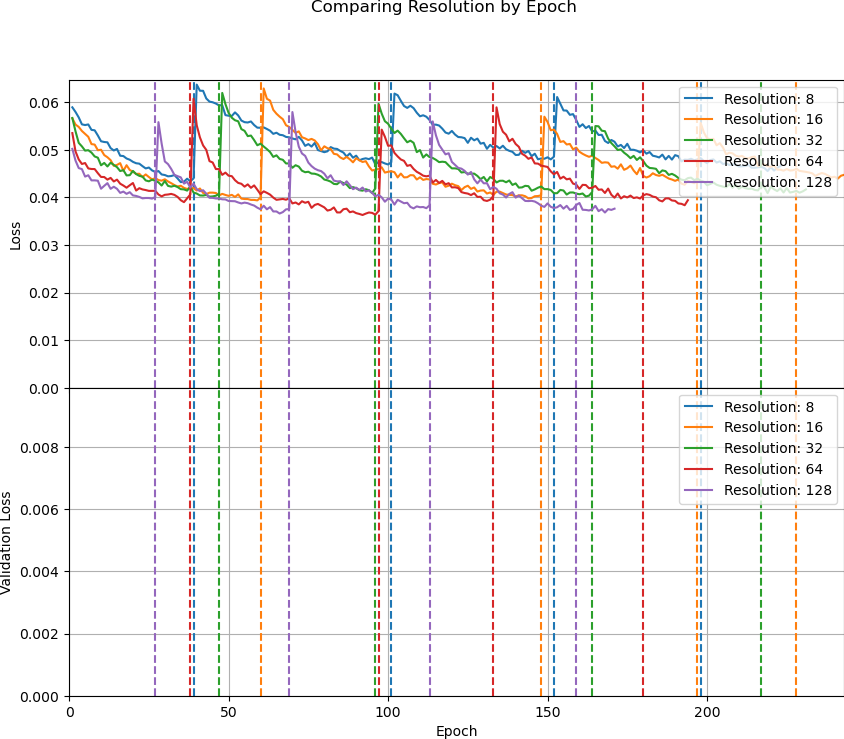 Comparing Resolution by Epoch
0.06
0.05
0.04
0.03
0.02
0.01
0.00
Loss
Resolution: 8
Resolution: 16
Resolution: 32
Resolution: 64
Resolution: 128
0.008
0.006
0.004
0.002
0.000
Validation Loss
Resolution: 8
Resolution: 16
Resolution: 32
Resolution: 64
Resolution: 128
0 50 100 150 200
Epoch